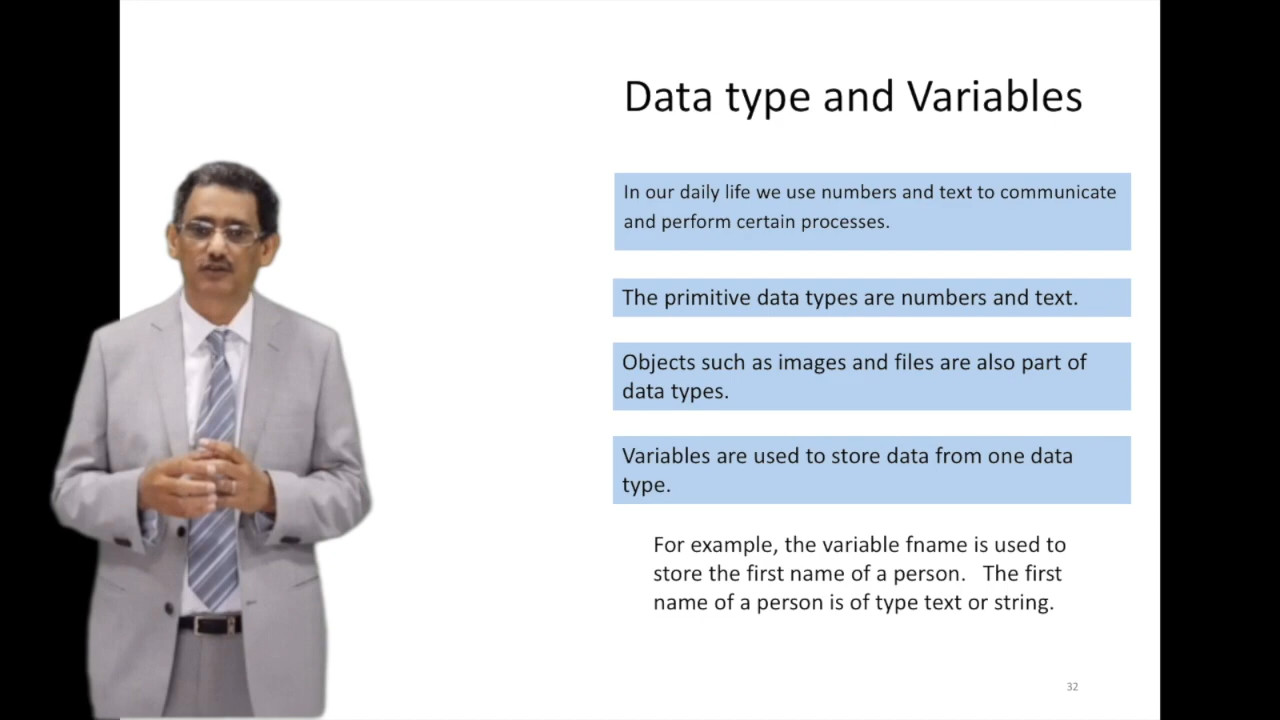 Data type and Variables
In our daily life we use numbers and text to communicate
and perform certain processes.
The primitive data types are numbers and text.
Objects such as images and files are also part of
data types.
Variables are used to store data from one data
type.
For example, the variable fname is used to
store the first name of a person.   The first
name of a person is of type text or string.
32